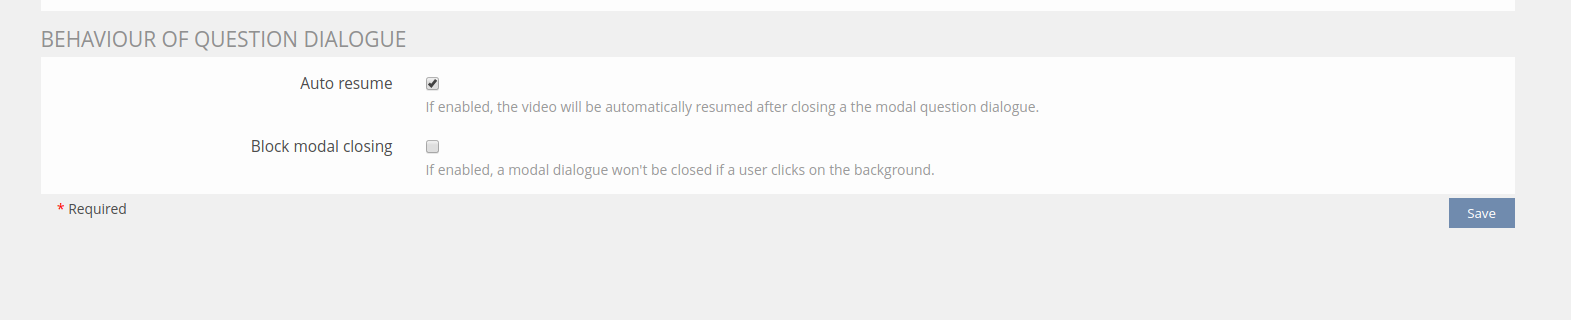 BEHAVIOUR OF QUESTION DIALOGUE
Auto resume
If enabled, the video will be automatically resumed after closing a the modal question dialogue.
Block modal closing
If enabled, a modal dialogue won't be closed if a user clicks on the background.
* Required
Save